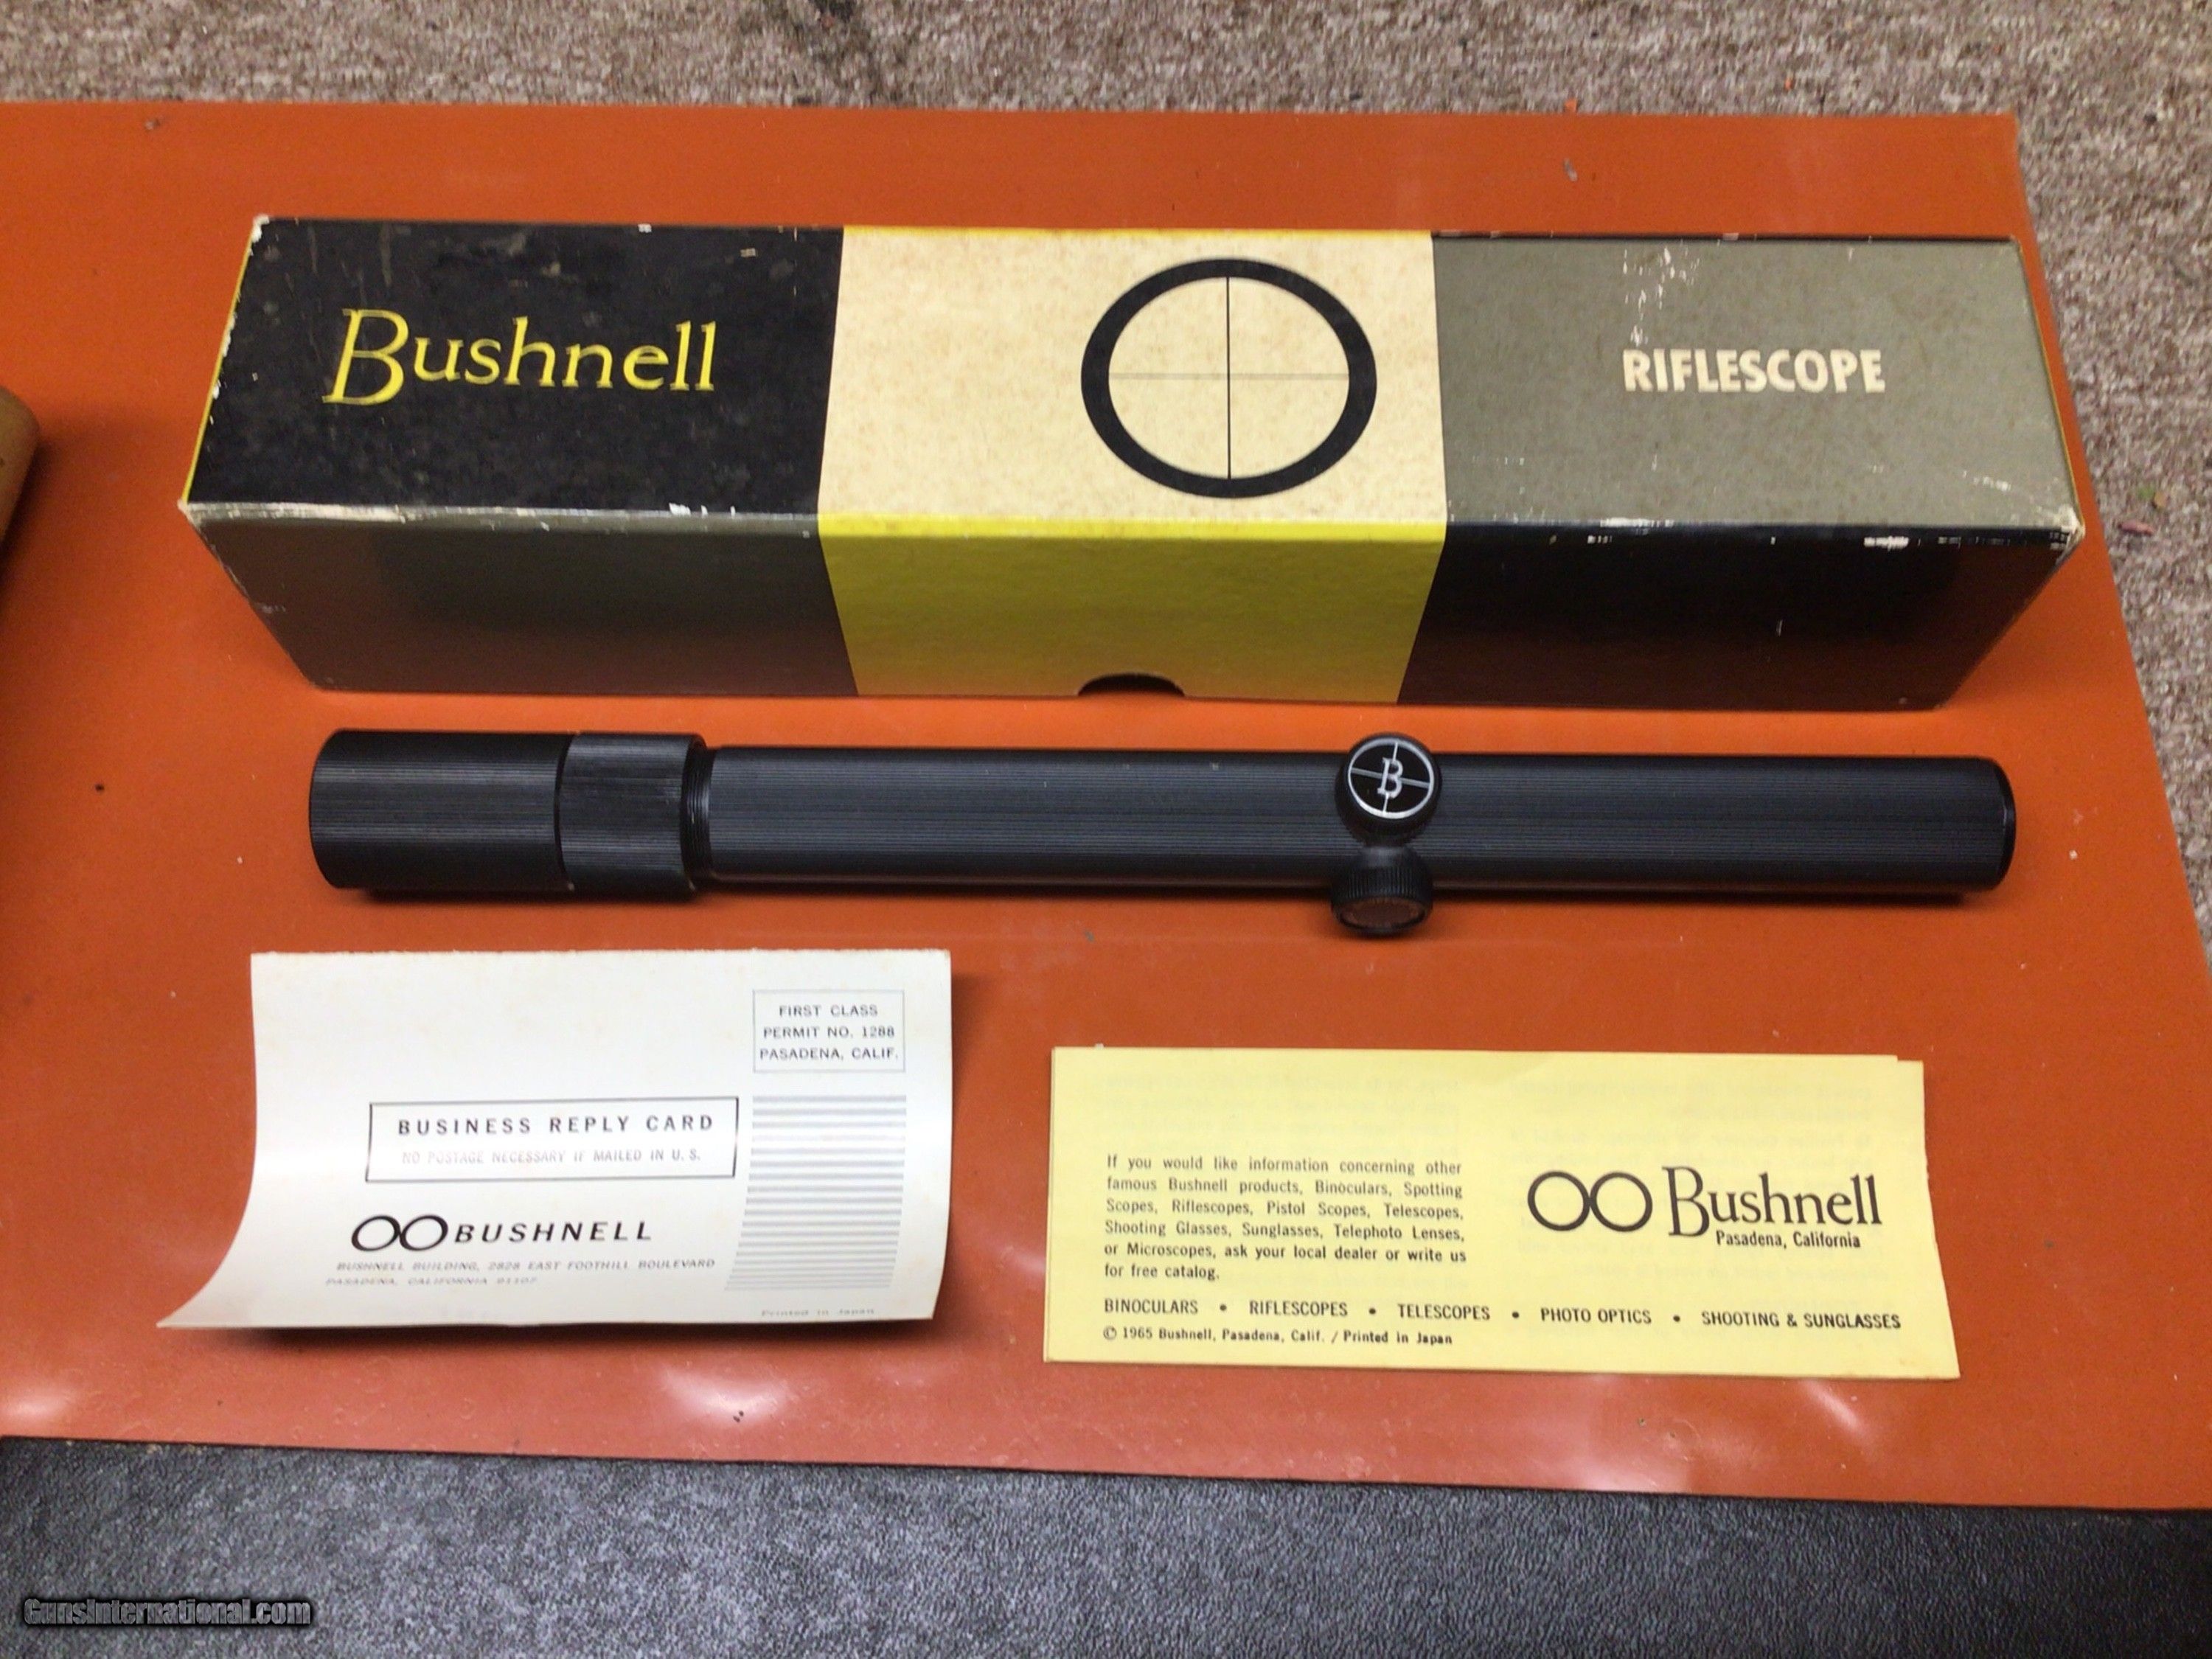 Bushnell
RIFLESCOPE
B
FIRST CLASS
PERMIT NO. 1288
PASADENA, CALIF.
BUSINESS REPLY CARD
NO POSTAGE NECESSARY IF MAILED IN U. S.
BUSHNELL
BUSHNELL BUILDING, 2828 EAST FOOTHILL BOULEVARD
PASADENA, CALIFORNIA 91107
Printed in Japan
If you would like information concerning other
famous Bushnell products, Binoculars, Spotting
Scopes, Riflescopes, Pistol Scopes, Telescopes,
Shooting Glasses, Sunglasses, Telephoto Lenses,
or Microscopes, ask your local dealer or write us
for free catalog.
Bushnell
Pasadena, California
BINOCULARS • RIFLESCOPES • TELESCOPES • PHOTO OPTICS • SHOOTING & SUNGLASSES
© 1965 Bushnell, Pasadena, Calif. / Printed in Japan
GunsInternational.com